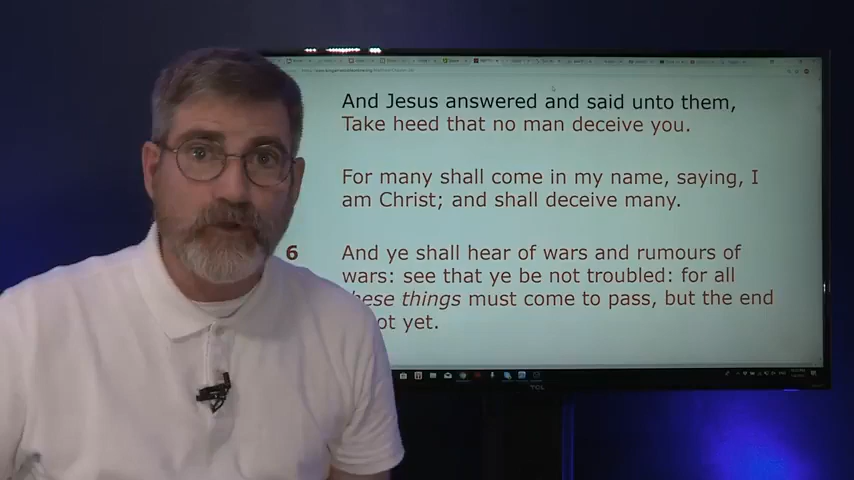 And Jesus answered and said unto them,
Take heed that no man deceive you.
For many shall come in my name, saying, I
am Christ; and shall deceive many.
6 And ye shall hear of wars and rumours of
wars: see that ye be not troubled: for all
these things must come to pass, but the end
not yet.
TCL